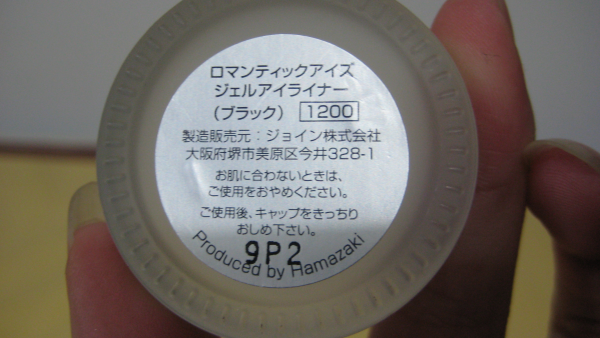 ロマンティックアイズ
ジェルアイライナー
（ブラック） 1200
製造販売元：ジョイン株式会社
大阪府堺市美原区今井328-1
お肌に合わないときは、
ご使用をおやめください。
ご使用後、キャップをきっちり
おしめ下さい。
9P2
Produced by Hamazaki